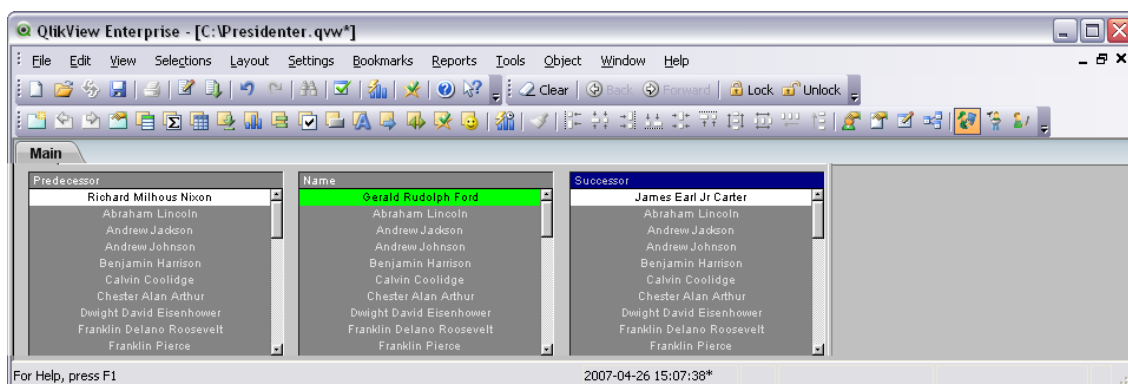 QlikView Enterprise - [C:\Presidenter.qvw*]
File Edit View Selections Layout Settings Bookmarks Reports Tools Object Window Help
Clear Back Forward Lock Unlock
Main
Predecessor Name Successor
Richard Milhous Nixon Gerald Rudolph Ford James Earl Jr Carter
Abraham Lincoln Abraham Lincoln Abraham Lincoln
Andrew Jackson Andrew Jackson Andrew Jackson
Andrew Johnson Andrew Johnson Andrew Johnson
Benjamin Harrison Benjamin Harrison Benjamin Harrison
Calvin Coolidge Calvin Coolidge Calvin Coolidge
Chester Alan Arthur Chester Alan Arthur Chester Alan Arthur
Dwight David Eisenhower Dwight David Eisenhower Dwight David Eisenhower
Franklin Delano Roosevelt Franklin Delano Roosevelt Franklin Delano Roosevelt
Franklin Pierce Franklin Pierce Franklin Pierce
For Help, press F1 2007-04-26 15:07:38*